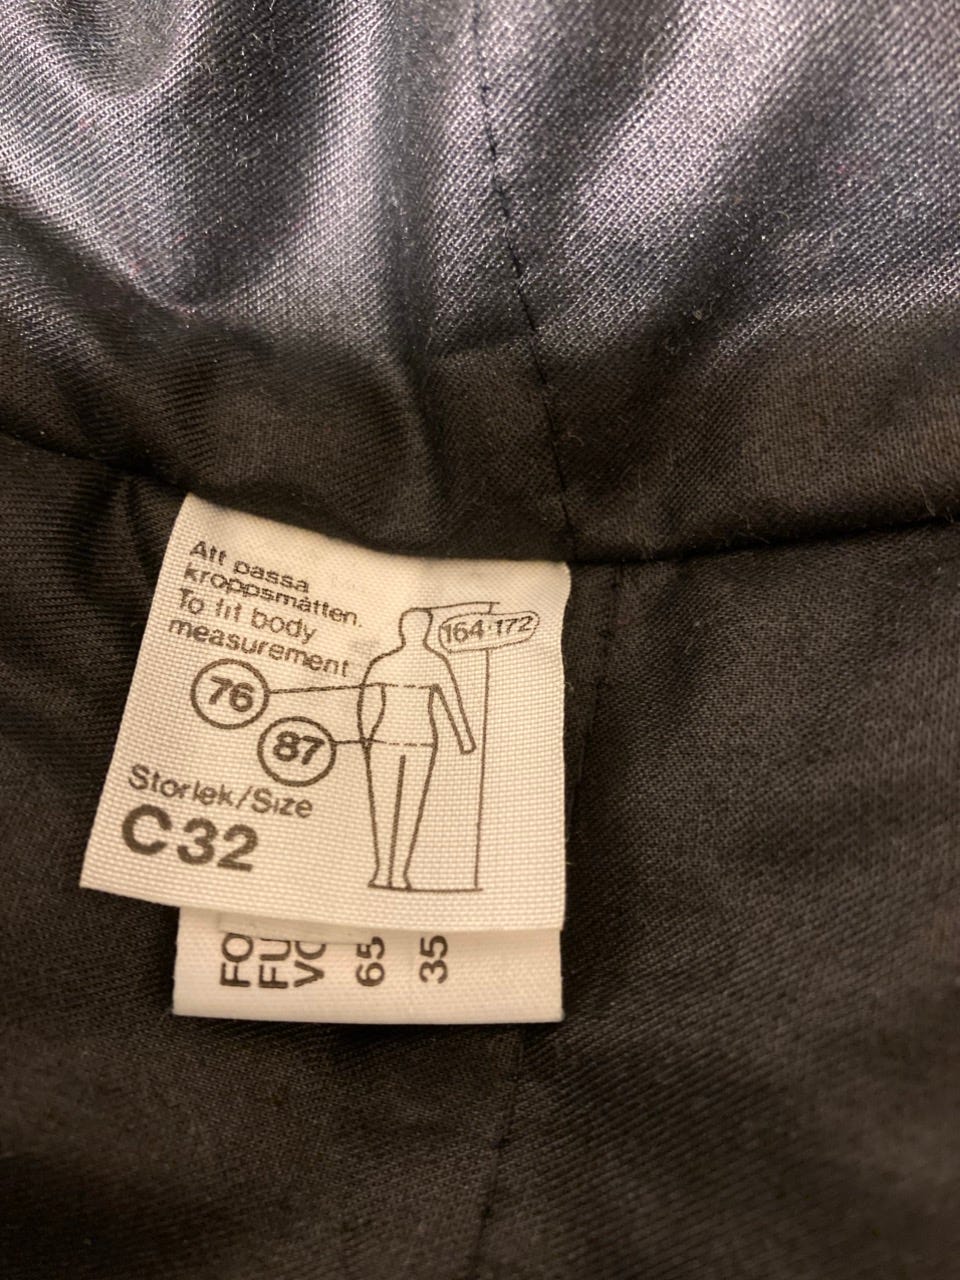 Att passa
kroppsmåtten.
To fit body
measurement
164-172
76
87
Storlek/Size
C32
FO
FU
VO
65
35